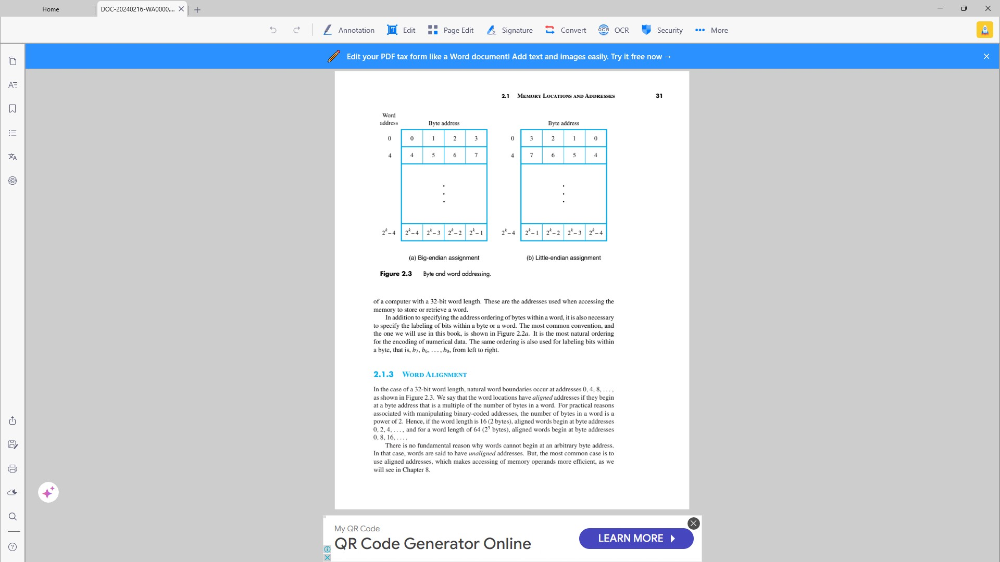 Home
DOC-20240216-WA0000....
Annotation
Edit
Page Edit
Signature
Convert
OCR
OCR
Security
More
Edit your PDF tax form like a Word document! Add text and images easily. Try it free now →
2.1 MEMORY LOCATIONS AND ADDRESSES 31
Word
address
Byte address
0 0 1 2 3
4 4 5 6 7
2^k – 4 2^k – 4 2^k – 3 2^k – 2 2^k – 1
(a) Big-endian assignment
Byte address
0 3 2 1 0
4 7 6 5 4
2^k – 4 2^k – 1 2^k – 2 2^k – 3 2^k – 4
(b) Little-endian assignment
Figure 2.3 Byte and word addressing.
of a computer with a 32-bit word length. These are the addresses used when accessing the
memory to store or retrieve a word.
In addition to specifying the address ordering of bytes within a word, it is also necessary
to specify the labeling of bits within a byte or a word. The most common convention, and
the one we will use in this book, is shown in Figure 2.2a. It is the most natural ordering
for the encoding of numerical data. The same ordering is also used for labeling bits within
a byte, that is, b₇, b₆, . . . , b₀, from left to right.
2.1.3 WORD ALIGNMENT
In the case of a 32-bit word length, natural word boundaries occur at addresses 0, 4, 8, . . . ,
as shown in Figure 2.3. We say that the word locations have aligned addresses if they begin
at a byte address that is a multiple of the number of bytes in a word. For practical reasons
associated with manipulating binary-coded addresses, the number of bytes in a word is a
power of 2. Hence, if the word length is 16 (2 bytes), aligned words begin at byte addresses
0, 2, 4, . . . , and for a word length of 64 (2³ bytes), aligned words begin at byte addresses
0, 8, 16, . . . .
There is no fundamental reason why words cannot begin at an arbitrary byte address.
In that case, words are said to have unaligned addresses. But, the most common case is to
use aligned addresses, which makes accessing of memory operands more efficient, as we
will see in Chapter 8.
My QR Code
QR Code Generator Online
LEARN MORE